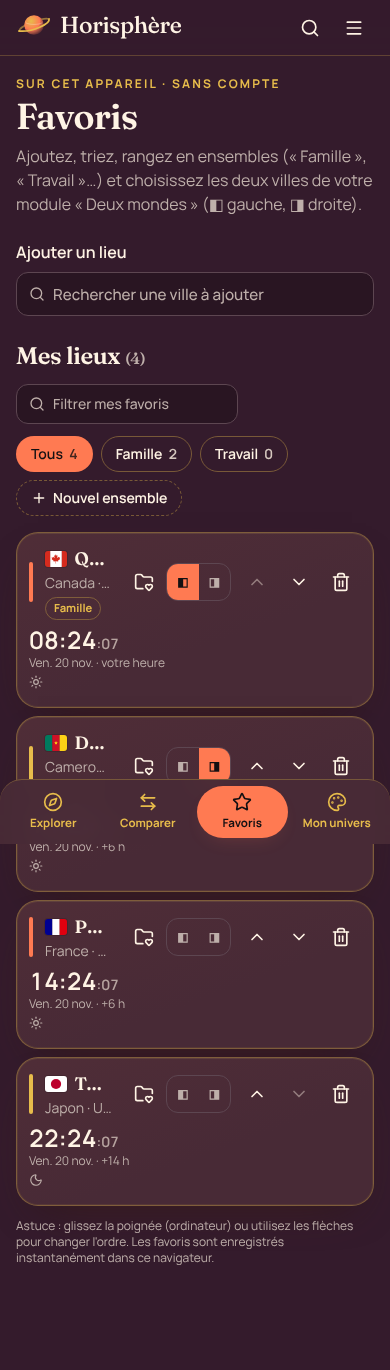 Horisphère
SUR CET APPAREIL · SANS COMPTE
Favoris
Ajoutez, triez, rangez en ensembles (« Famille »,
« Travail »…) et choisissez les deux villes de votre
module « Deux mondes » (◧ gauche, ◨ droite).
Ajouter un lieu
Rechercher une ville à ajouter
Mes lieux (4)
Filtrer mes favoris
Tous 4
Famille 2
Travail 0
+ Nouvel ensemble
Q…
Canada ·…
Famille
08:24:07
Ven. 20 nov. · votre heure
D…
Camero…
Explorer
Comparer
Favoris
Mon univers
Ven. 20 nov. · +6 h
P…
France · …
14:24:07
Ven. 20 nov. · +6 h
T…
Japon · U…
22:24:07
Ven. 20 nov. · +14 h
Astuce : glissez la poignée (ordinateur) ou utilisez les flèches
pour changer l'ordre. Les favoris sont enregistrés
instantanément dans ce navigateur.